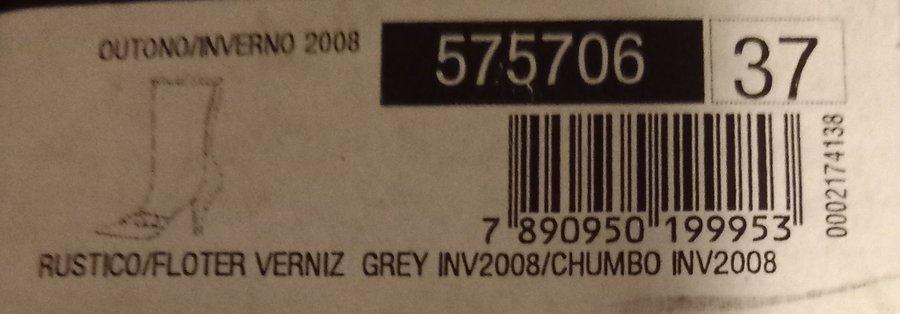 OUTONO/INVERNO 2008
575706
37
7 890950 199953
0002174138
RUSTICO/FLOTER VERNIZ GREY INV2008/CHUMBO INV2008